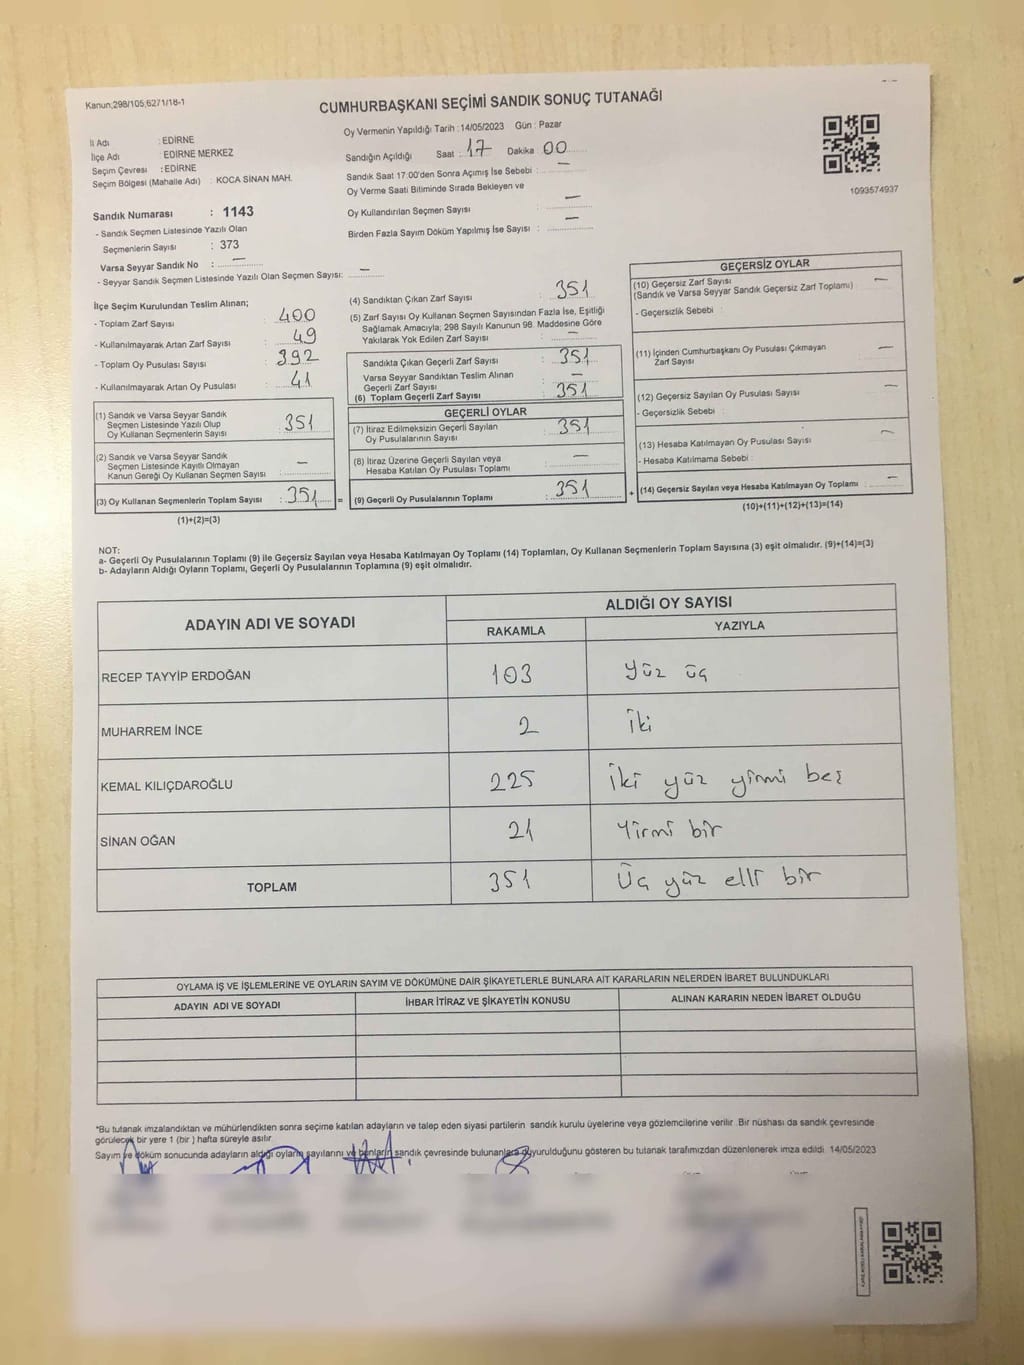 Kanun;298/105,6271/18-1
CUMHURBAŞKANI SEÇİMİ SANDIK SONUÇ TUTANAĞI
İl Adı : EDİRNE
İlçe Adı : EDİRNE MERKEZ
Seçim Çevresi : EDİRNE
Seçim Bölgesi (Mahalle Adı) : KOCA SİNAN MAH.
Sandık Numarası : 1143
- Sandık Seçmen Listesinde Yazılı Olan
Seçmenlerin Sayısı : 373
Varsa Seyyar Sandık No : —
- Seyyar Sandık Seçmen Listesinde Yazılı Olan Seçmen Sayısı: —
Oy Vermenin Yapıldığı Tarih : 14/05/2023 Gün : Pazar
Sandığın Açıldığı Saat : 17 Dakika 00
Sandık Saat 17:00'den Sonra Açımış İse Sebebi : —
Oy Verme Saati Bitiminde Sırada Bekleyen ve
Oy Kullandırılan Seçmen Sayısı : —
Birden Fazla Sayım Döküm Yapılmış İse Sayısı : —
1093574937
İlçe Seçim Kurulundan Teslim Alınan;
- Toplam Zarf Sayısı : 400
- Kullanılmayarak Artan Zarf Sayısı : 49
- Toplam Oy Pusulası Sayısı : 392
- Kullanılmayarak Artan Oy Pusulası : 41
(1) Sandık ve Varsa Seyyar Sandık
Seçmen Listesinde Yazılı Olup
Oy Kullanan Seçmenlerin Sayısı : 351
(2) Sandık ve Varsa Seyyar Sandık
Seçmen Listesinde Kayıtlı Olmayan
Kanun Gereği Oy Kullanan Seçmen Sayısı : —
(3) Oy Kullanan Seçmenlerin Toplam Sayısı : 351 =
(1)+(2)=(3)
(4) Sandıktan Çıkan Zarf Sayısı : 351
(5) Zarf Sayısı Oy Kullanan Seçmen Sayısından Fazla İse, Eşitliği
Sağlamak Amacıyla; 298 Sayılı Kanunun 98. Maddesine Göre
Yakılarak Yok Edilen Zarf Sayısı : —
Sandıkta Çıkan Geçerli Zarf Sayısı : 351
Varsa Seyyar Sandıktan Teslim Alınan
Geçerli Zarf Sayısı : —
(6) Toplam Geçerli Zarf Sayısı : 351
GEÇERLİ OYLAR
(7) İtiraz Edilmeksizin Geçerli Sayılan
Oy Pusulalarının Sayısı : 351
(8) İtiraz Üzerine Geçerli Sayılan veya
Hesaba Katılan Oy Pusulası Toplamı : —
(9) Geçerli Oy Pusulalarının Toplamı : 351 +
GEÇERSİZ OYLAR
(10) Geçersiz Zarf Sayısı : —
(Sandık ve Varsa Seyyar Sandık Geçersiz Zarf Toplamı)
- Geçersizlik Sebebi :
(11) İçinden Cumhurbaşkanı Oy Pusulası Çıkmayan
Zarf Sayısı : —
(12) Geçersiz Sayılan Oy Pusulası Sayısı : —
- Geçersizlik Sebebi :
(13) Hesaba Katılmayan Oy Pusulası Sayısı : —
- Hesaba Katılmama Sebebi :
(14) Geçersiz Sayılan veya Hesaba Katılmayan Oy Toplamı : —
(10)+(11)+(12)+(13)=(14)
NOT:
a- Geçerli Oy Pusulalarının Toplamı (9) ile Geçersiz Sayılan veya Hesaba Katılmayan Oy Toplamı (14) Toplamları, Oy Kullanan Seçmenlerin Toplam Sayısına (3) eşit olmalıdır. (9)+(14)=(3)
b- Adayların Aldığı Oyların Toplamı, Geçerli Oy Pusulalarının Toplamına (9) eşit olmalıdır.
ADAYIN ADI VE SOYADI
ALDIĞI OY SAYISI
RAKAMLA YAZIYLA
RECEP TAYYİP ERDOĞAN 103 yüz üç
MUHARREM İNCE 2 iki
KEMAL KILIÇDAROĞLU 225 iki yüz yirmi beş
SİNAN OĞAN 21 Yirmi bir
TOPLAM 351 Üç yüz elli bir
OYLAMA İŞ VE İŞLEMLERİNE VE OYLARIN SAYIM VE DÖKÜMÜNE DAİR ŞİKAYETLERLE BUNLARA AİT KARARLARIN NELERDEN İBARET BULUNDUKLARI
ADAYIN ADI VE SOYADI İHBAR İTİRAZ VE ŞİKAYETİN KONUSU ALINAN KARARIN NEDEN İBARET OLDUĞU
*Bu tutanak imzalandıktan ve mühürlendikten sonra seçime katılan adayların ve talep eden siyasi partilerin sandık kurulu üyelerine veya gözlemcilerine verilir. Bir nüshası da sandık çevresinde
görülecek bir yere 1 (bir) hafta süreyle asılır
Sayım ve döküm sonucunda adayların aldığı oyların sayılarını ve bunların sandık çevresinde bulunanlara duyurulduğunu gösteren bu tutanak tarafımızdan düzenlenerek imza edildi. 14/05/2023